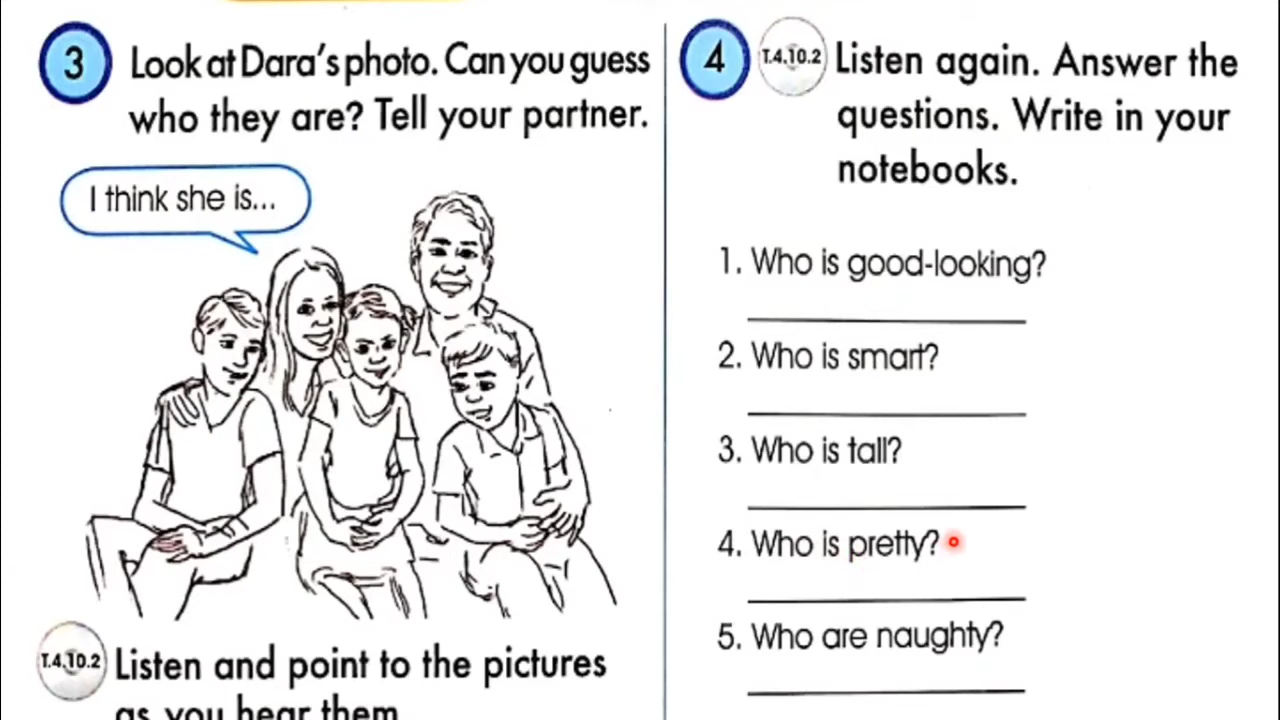 3 Look at Dara's photo. Can you guess
who they are? Tell your partner.
I think she is...
T.4.10.2 Listen and point to the pictures
as you hear them
4 T.4.10.2 Listen again. Answer the
questions. Write in your
notebooks.
1. Who is good-looking?
2. Who is smart?
3. Who is tall?
4. Who is pretty?
5. Who are naughty?